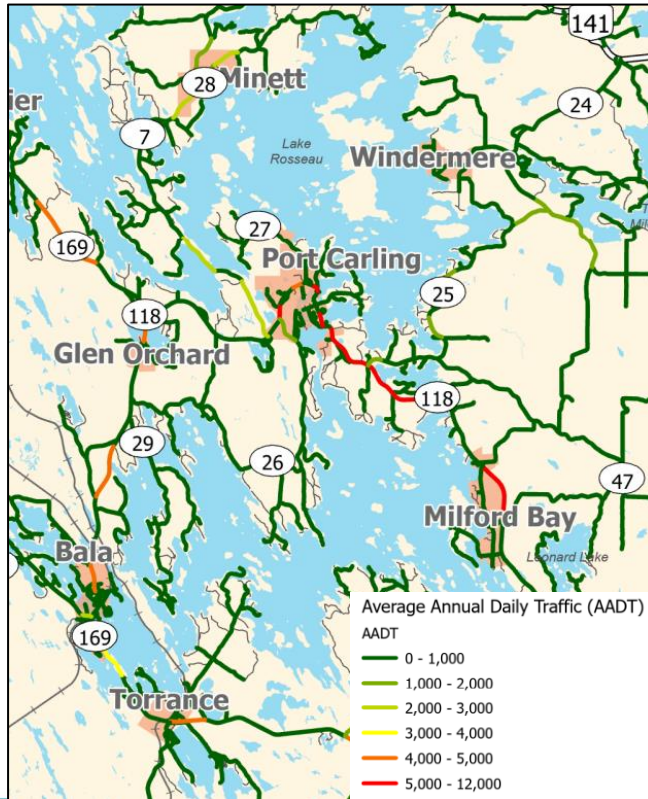 141
28
Minett
24
ier
7
Lake
Rosseau
Windermere
27
169
Port Carling
25
118
Glen Orchard
118
29
26
47
Milford Bay
Bala
Leonard Lake
169
Torrance
Average Annual Daily Traffic (AADT)
AADT
0 - 1,000
1,000 - 2,000
2,000 - 3,000
3,000 - 4,000
4,000 - 5,000
5,000 - 12,000